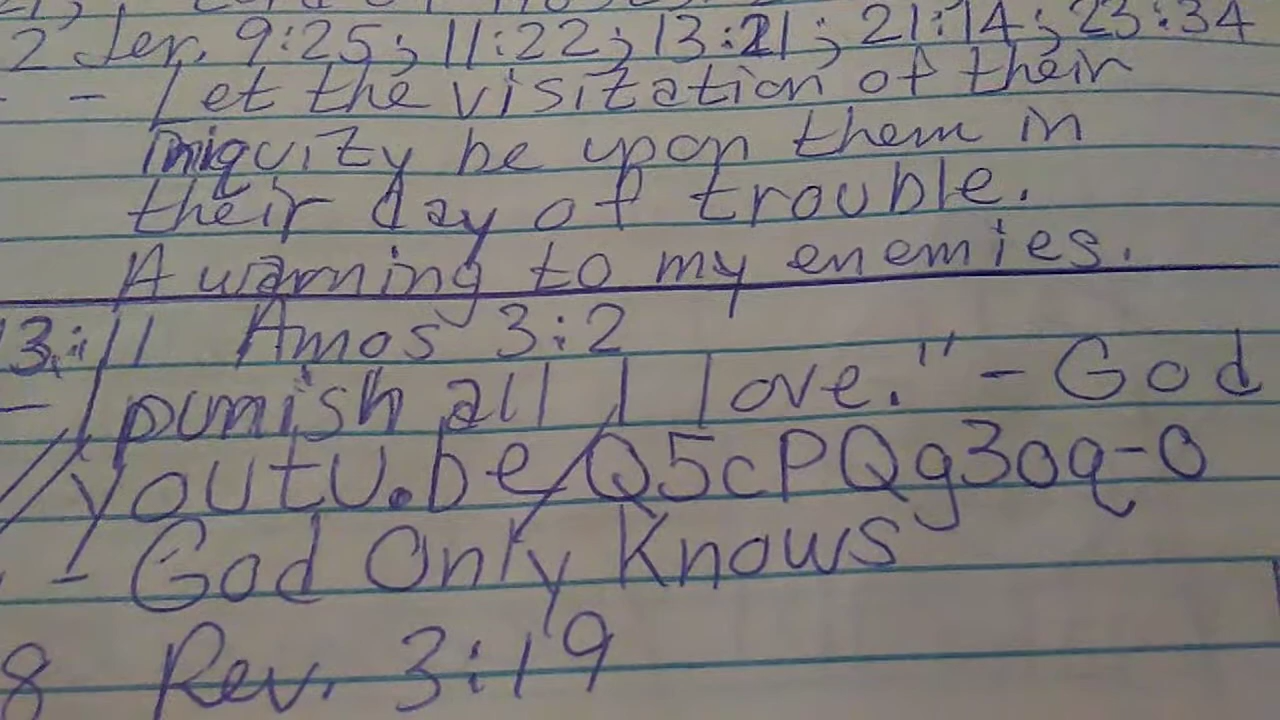 2 Jer. 9:25; 11:22; 13:21; 21:14; 23:34
- - Let the visitation of their
iniquity be upon them in
their day of trouble.
A warning to my enemies.
13:11 Amos 3:2
- I punish all I love." - God
//youtu.be/Q5cPQg3oq-o
- God Only Knows
8 Rev. 3:19